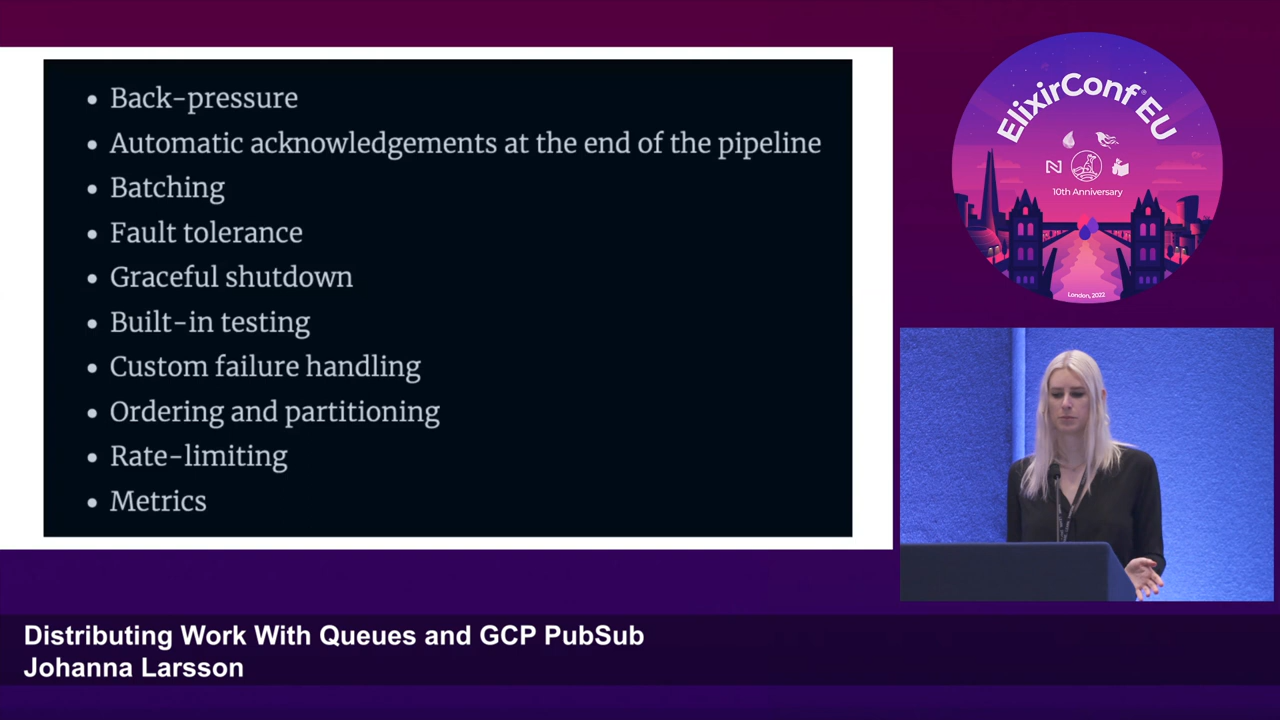 Back-pressure
Automatic acknowledgements at the end of the pipeline
Batching
Fault tolerance
Graceful shutdown
Built-in testing
Custom failure handling
Ordering and partitioning
Rate-limiting
Metrics
ElixirConf® EU
10th Anniversary
London, 2022
Distributing Work With Queues and GCP PubSub
Johanna Larsson